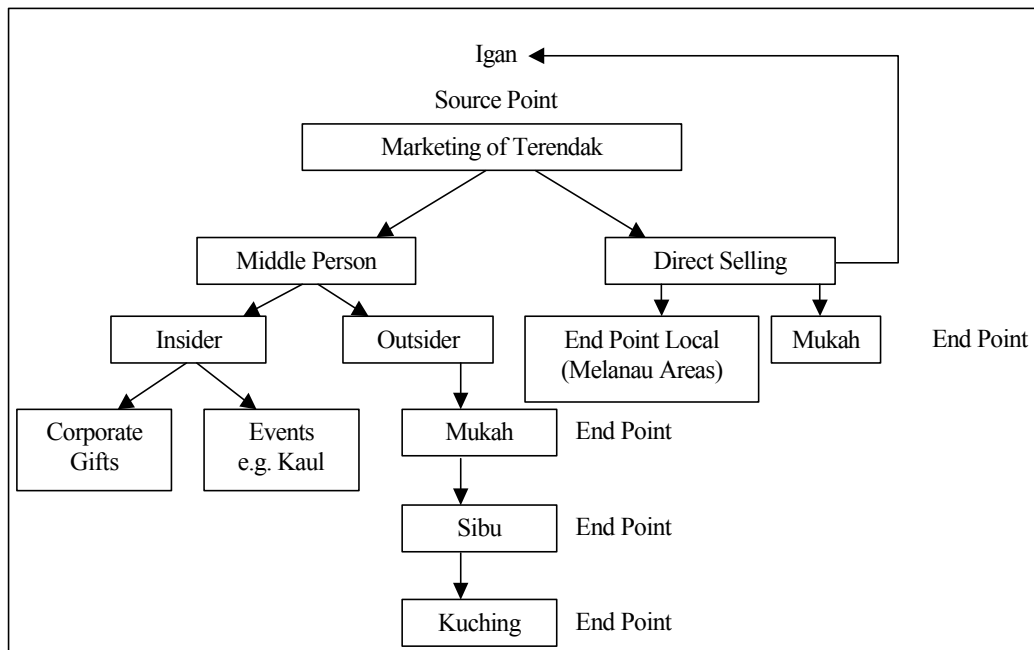 Igan
Source Point
Marketing of Terendak
Middle Person
Direct Selling
Insider
Outsider
End Point Local
(Melanau Areas)
Mukah
End Point
Corporate
Gifts
Events
e.g. Kaul
Mukah
End Point
Sibu
End Point
Kuching
End Point